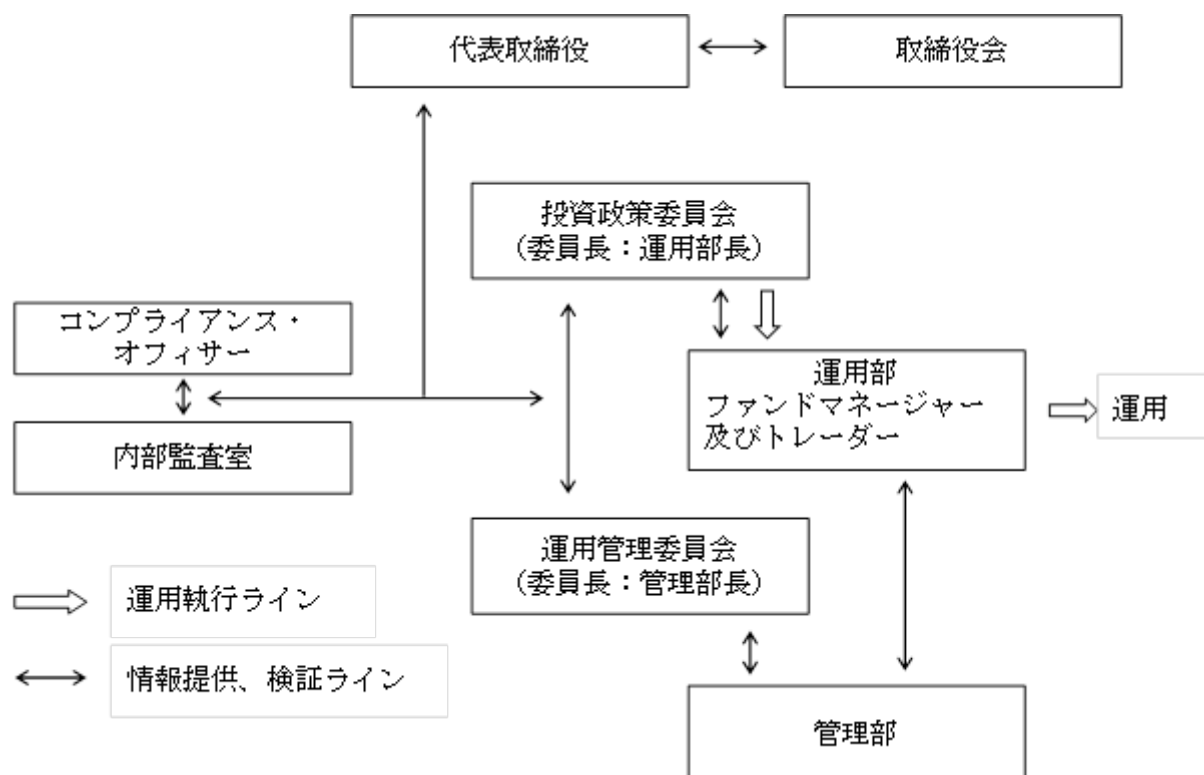 代表取締役
取締役会
投資政策委員会
(委員長：運用部長)
コンプライアンス・
オフィサー
運用部
ファンドマネージャー
及びトレーダー
運用
内部監査室
運用管理委員会
(委員長：管理部長)
運用執行ライン
情報提供、検証ライン
管理部